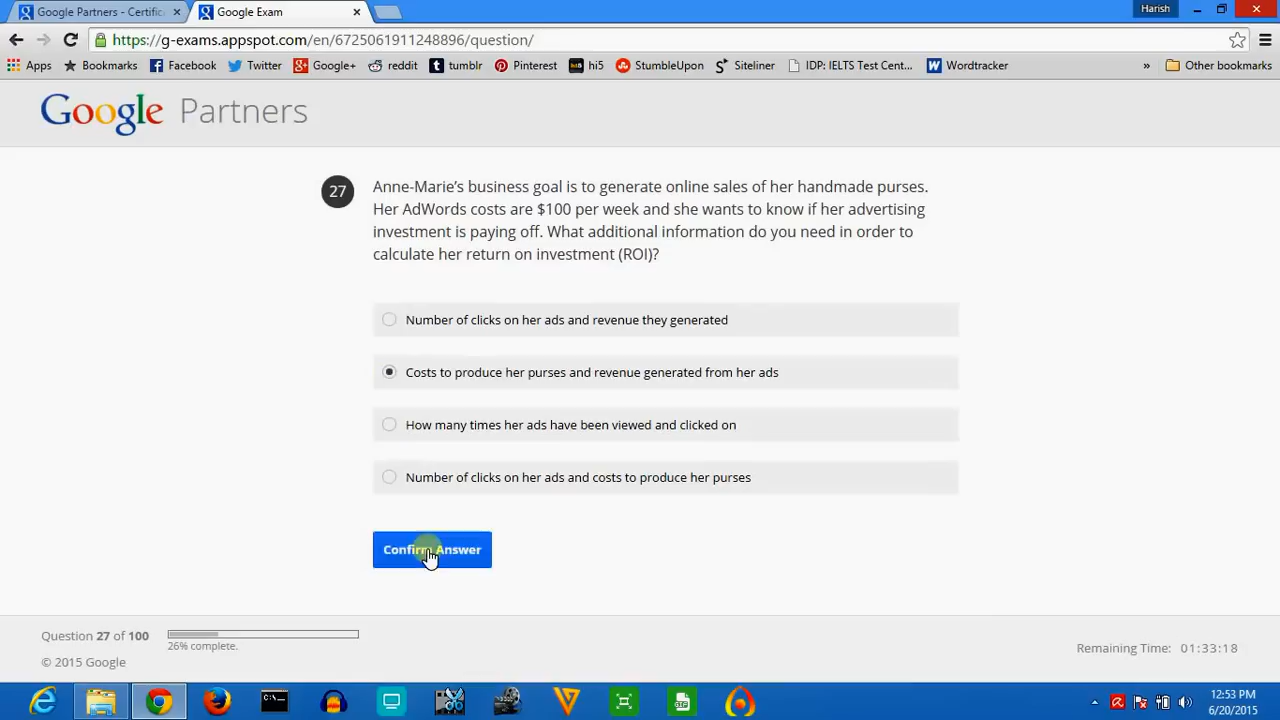 Google Partners - Certific
Google Exam
Harish
https://g-exams.appspot.com/en/6725061911248896/question/
Apps Bookmarks Facebook Twitter Google+ reddit tumblr Pinterest hi5 StumbleUpon Siteliner IDP: IELTS Test Cent... Wordtracker » Other bookmarks
Google Partners
27
Anne-Marie's business goal is to generate online sales of her handmade purses.
Her AdWords costs are $100 per week and she wants to know if her advertising
investment is paying off. What additional information do you need in order to
calculate her return on investment (ROI)?
Number of clicks on her ads and revenue they generated
Costs to produce her purses and revenue generated from her ads
How many times her ads have been viewed and clicked on
Number of clicks on her ads and costs to produce her purses
Confirm Answer
Question 27 of 100
26% complete.
© 2015 Google
Remaining Time: 01:33:18
12:53 PM
6/20/2015